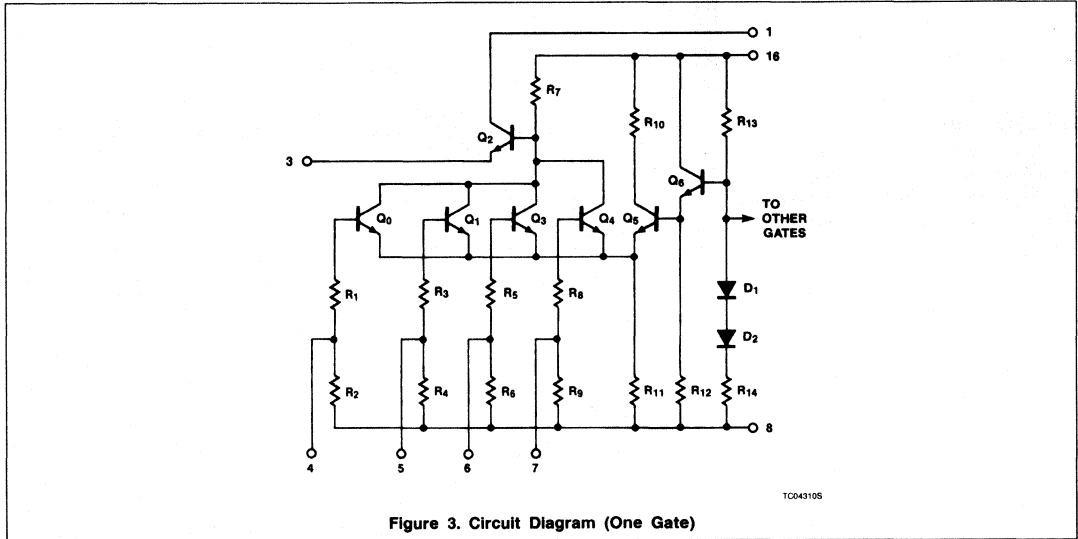 1
16
R7
R10
R13
Q2
3
Q6
Q0
Q1
Q3
Q4
Q5
TO
OTHER
GATES
R1
R3
R5
R8
D1
D2
R2
R4
R6
R9
R11
R12
R14
8
4
5
6
7
TC04310S
Figure 3. Circuit Diagram (One Gate)